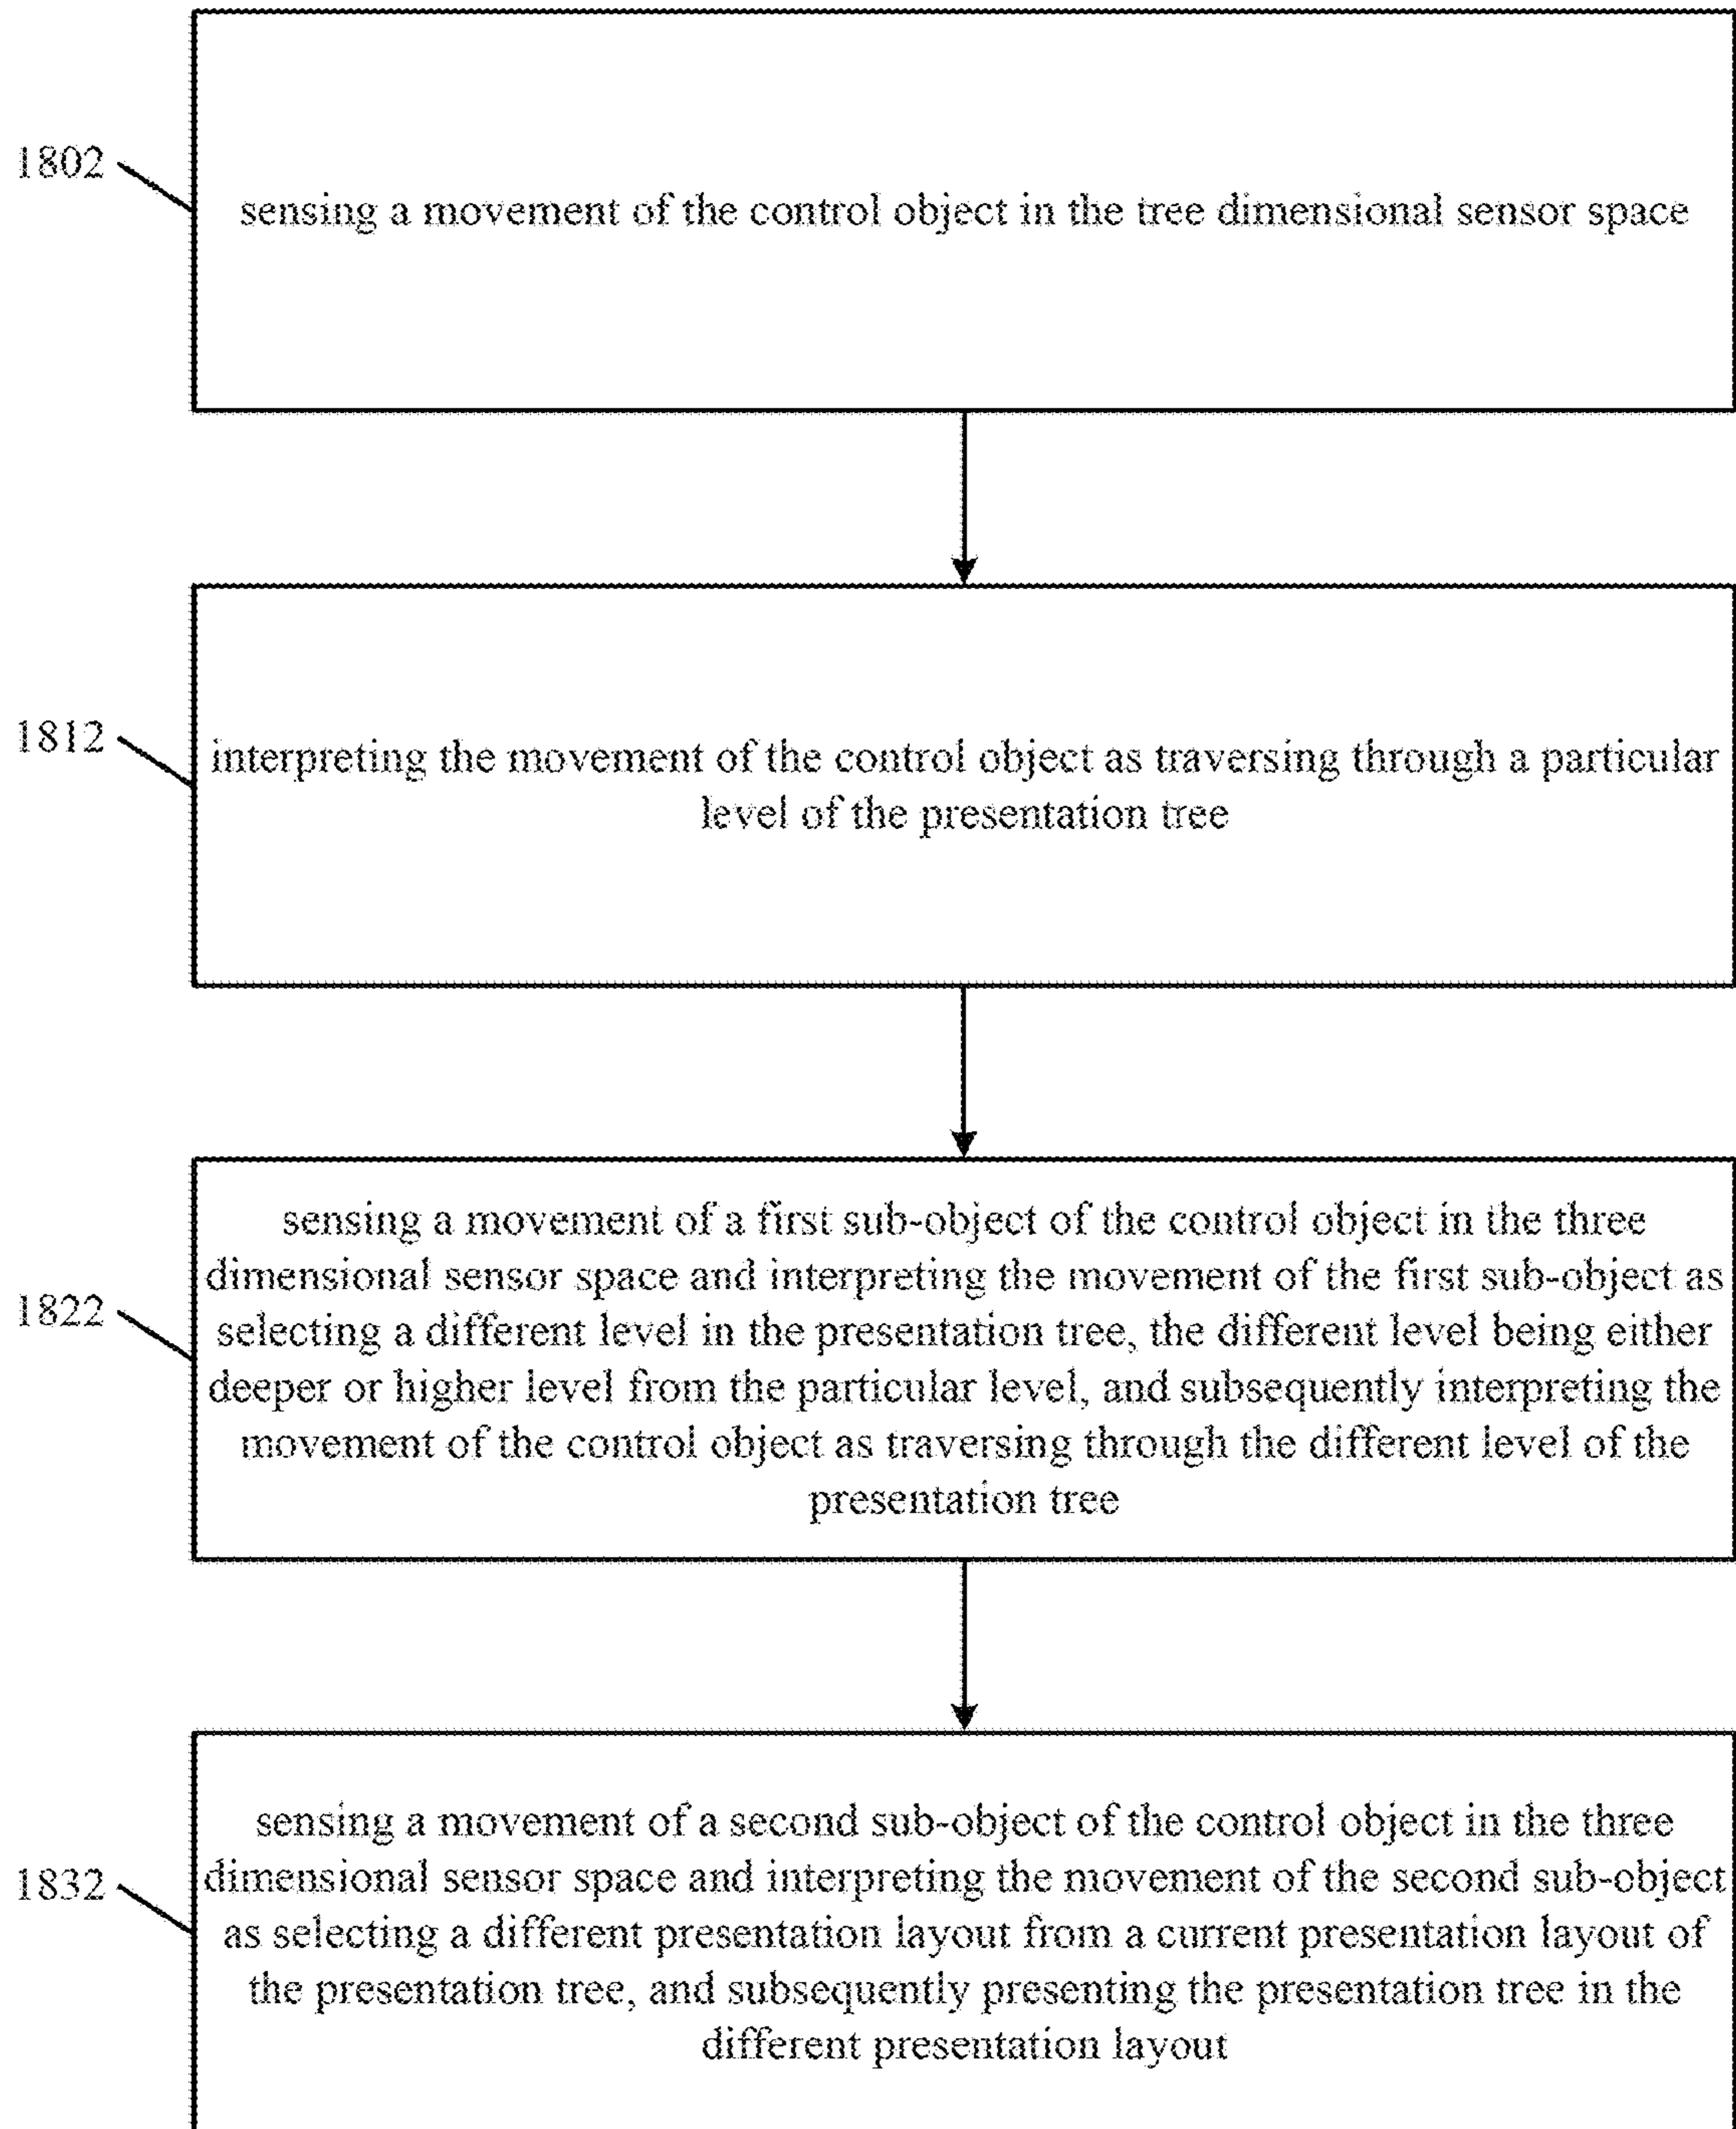 1802
sensing a movement of the control object in the tree dimensional sensor space
1812
interpreting the movement of the control object as traversing through a particular
level of the presentation tree
1822
sensing a movement of a first sub-object of the control object in the three
dimensional sensor space and interpreting the movement of the first sub-object as
selecting a different level in the presentation tree, the different level being either
deeper or higher level from the particular level, and subsequently interpreting the
movement of the control object as traversing through the different level of the
presentation tree
1832
sensing a movement of a second sub-object of the control object in the three
dimensional sensor space and interpreting the movement of the second sub-object
as selecting a different presentation layout from a current presentation layout of
the presentation tree, and subsequently presenting the presentation tree in the
different presentation layout